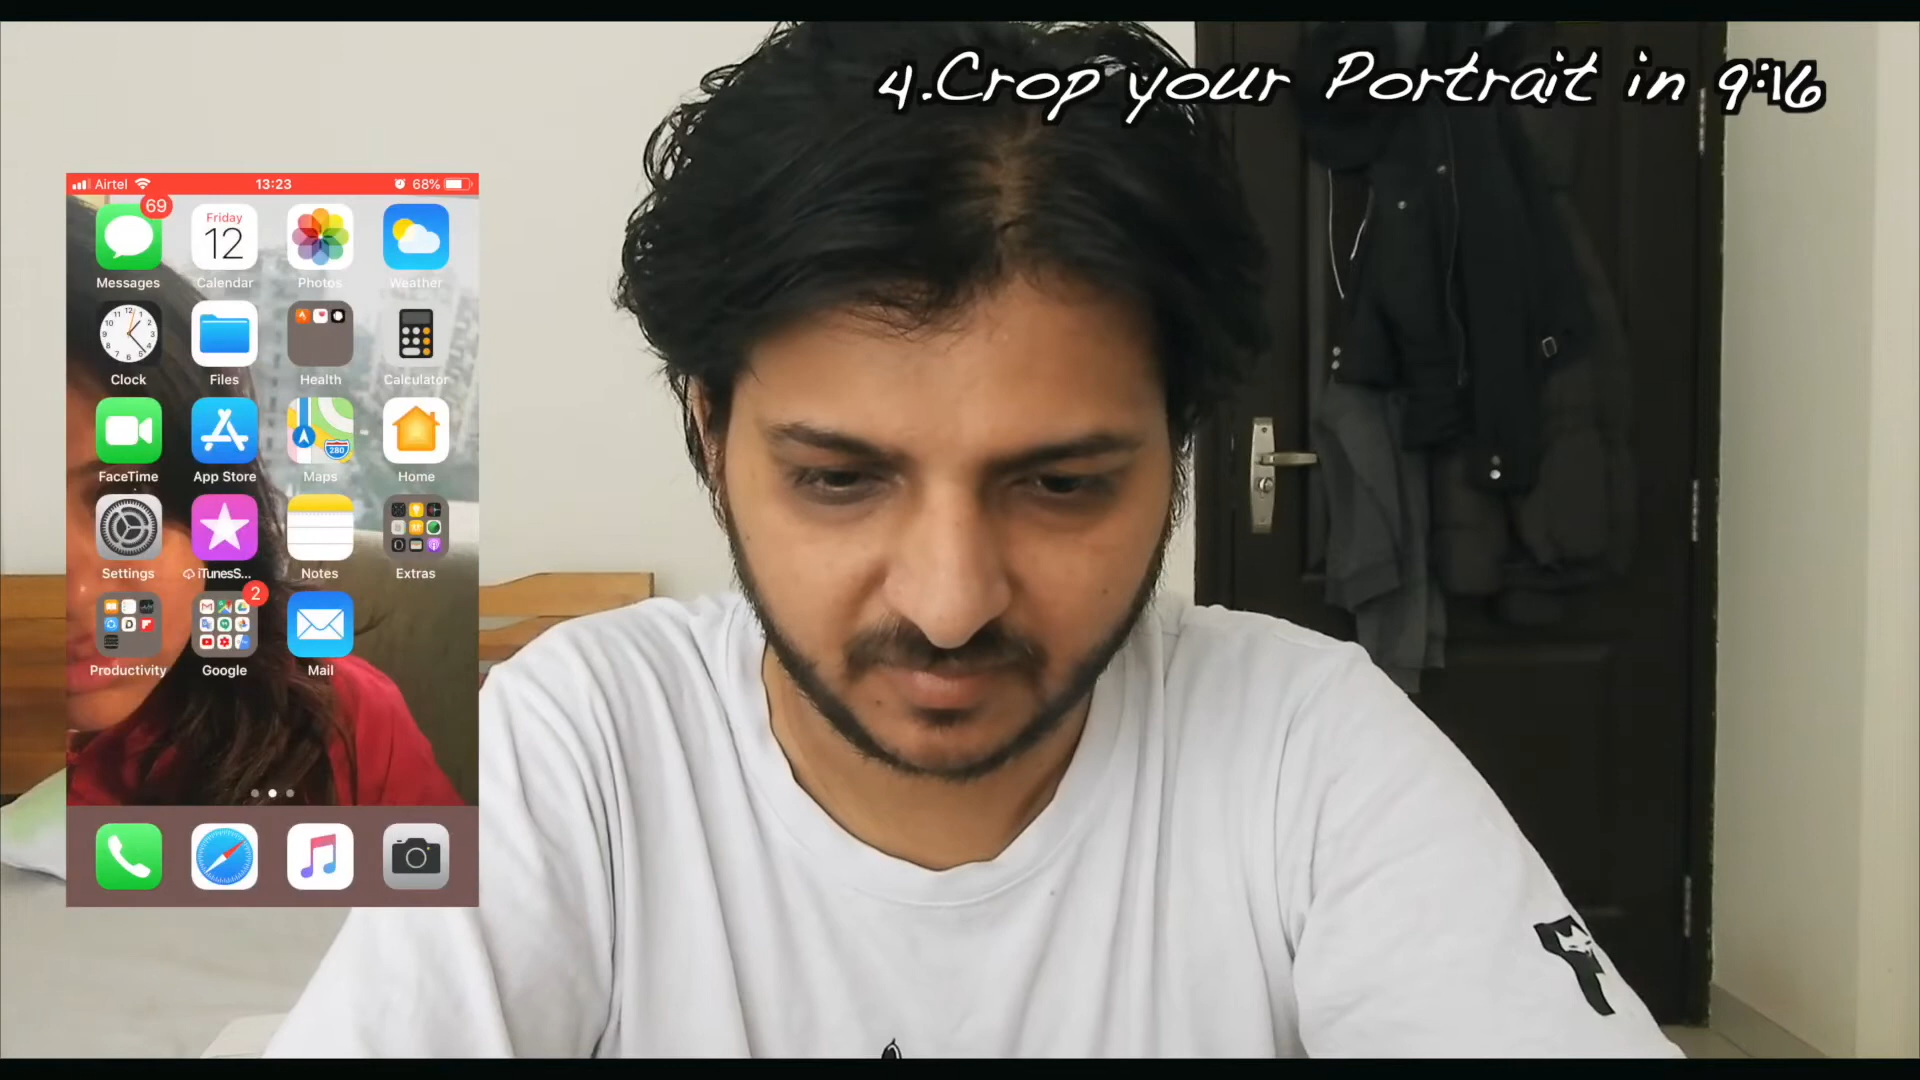 4.Crop your Portrait in 9:16
Airtel 13:23 68%
69
Friday
12
Messages Calendar Photos Weather
Clock Files Health Calculator
280
FaceTime App Store Maps Home
Settings iTunesS... Notes Extras
2
Productivity Google Mail